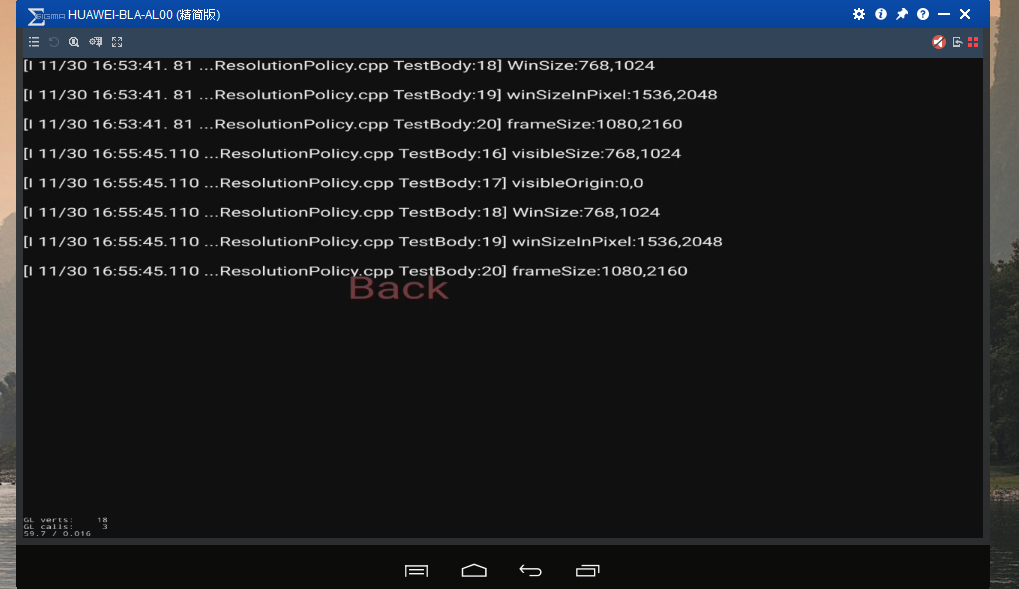 SIGMA HUAWEI-BLA-AL00 (精简版)
[I 11/30 16:53:41. 81 ...ResolutionPolicy.cpp TestBody:18] WinSize:768,1024
[I 11/30 16:53:41. 81 ...ResolutionPolicy.cpp TestBody:19] winSizeInPixel:1536,2048
[I 11/30 16:53:41. 81 ...ResolutionPolicy.cpp TestBody:20] frameSize:1080,2160
[I 11/30 16:55:45.110 ...ResolutionPolicy.cpp TestBody:16] visibleSize:768,1024
[I 11/30 16:55:45.110 ...ResolutionPolicy.cpp TestBody:17] visibleOrigin:0,0
[I 11/30 16:55:45.110 ...ResolutionPolicy.cpp TestBody:18] WinSize:768,1024
[I 11/30 16:55:45.110 ...ResolutionPolicy.cpp TestBody:19] winSizeInPixel:1536,2048
[I 11/30 16:55:45.110 ...ResolutionPolicy.cpp TestBody:20] frameSize:1080,2160
Back
GL verts: 18
GL calls: 3
59.7 / 0.016